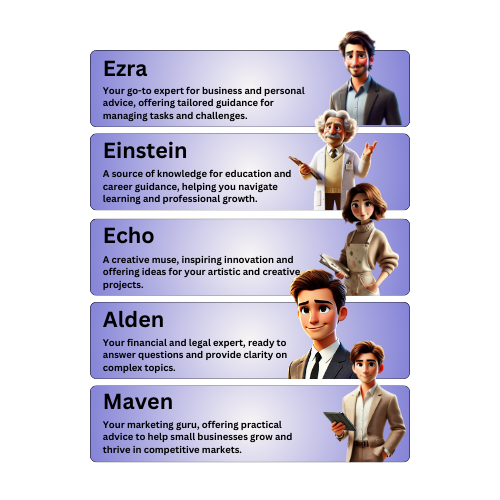 Ezra
Your go-to expert for business and personal
advice, offering tailored guidance for
managing tasks and challenges.
Einstein
A source of knowledge for education and
career guidance, helping you navigate
learning and professional growth.
Echo
A creative muse, inspiring innovation and
offering ideas for your artistic and creative
projects.
Alden
Your financial and legal expert, ready to
answer questions and provide clarity on
complex topics.
Maven
Your marketing guru, offering practical
advice to help small businesses grow and
thrive in competitive markets.